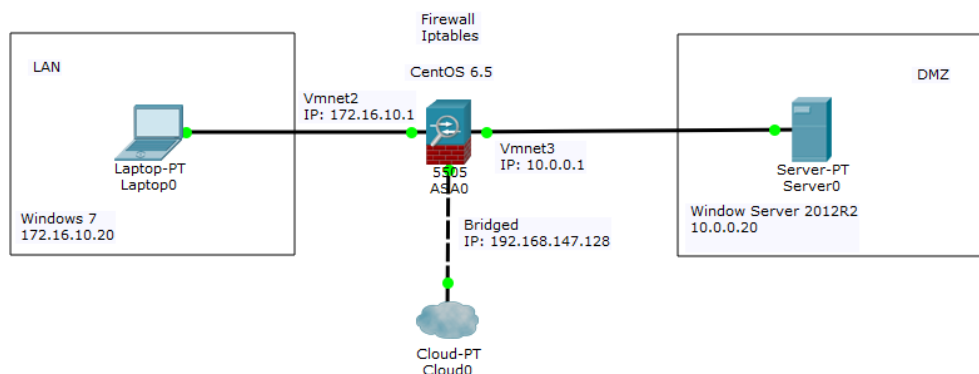 Firewall
Iptables
CentOS 6.5
LAN
DMZ
Vmnet2
IP: 172.16.10.1
Vmnet3
IP: 10.0.0.1
Laptop-PT
Laptop0
5505
ASA0
Server-PT
Server0
Windows 7
172.16.10.20
Window Server 2012R2
10.0.0.20
Bridged
IP: 192.168.147.128
Cloud-PT
Cloud0